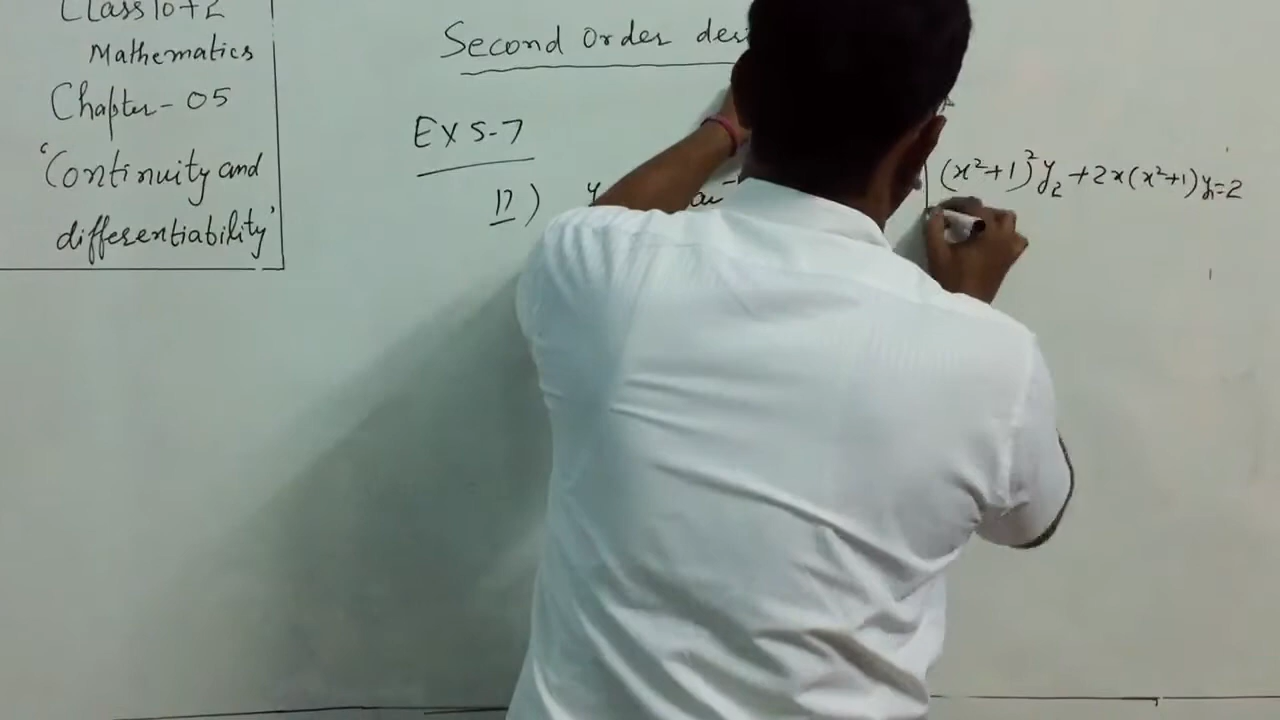 Class 10+2
Mathematics
Chapter-05
'Continuity and
differentiability'
Second Order
EX 5.7
17) y
(x²+1)²y₂+2x(x²+1)y₁=2